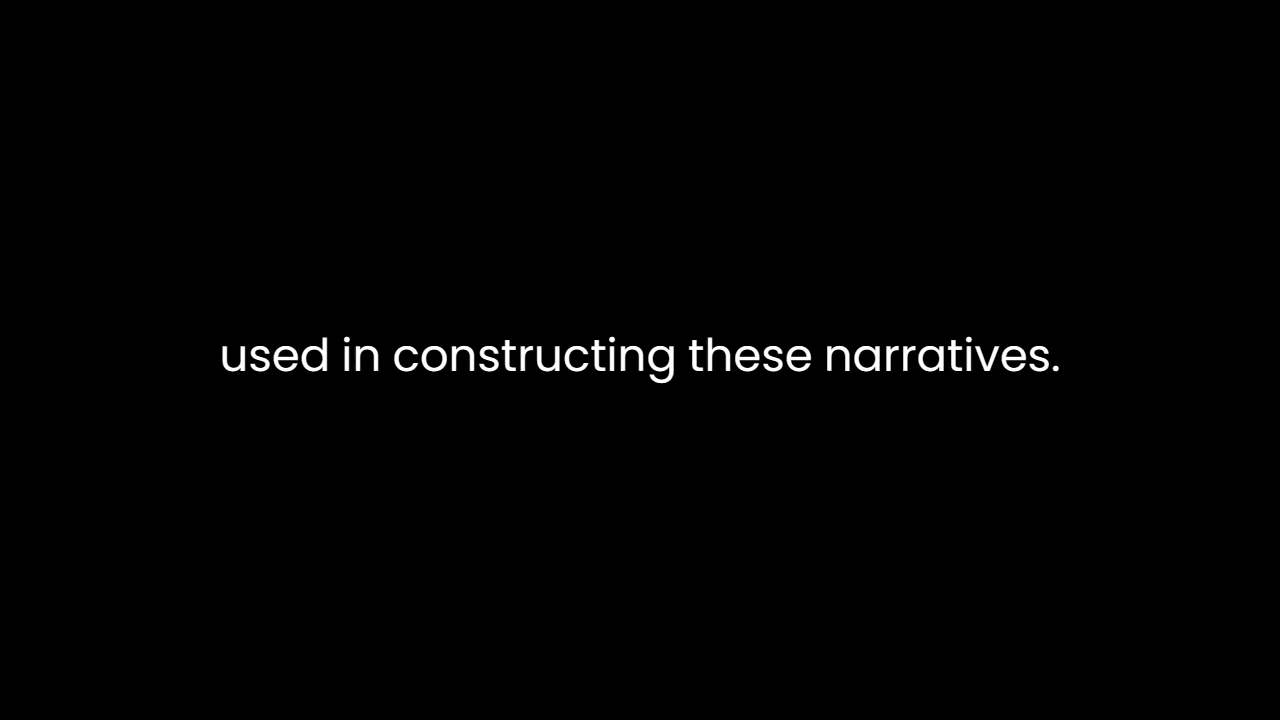 used in constructing these narratives.